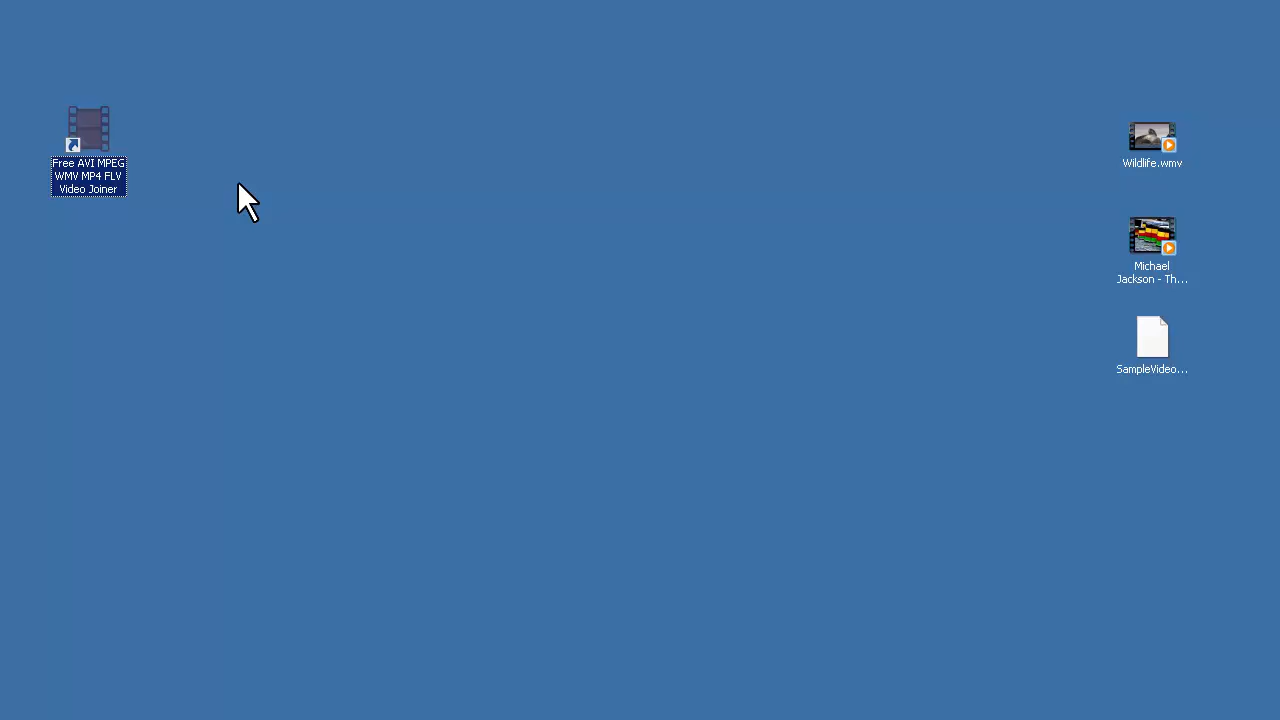 Free AVI MPEG
WMV MP4 FLV
Video Joiner
Wildlife.wmv
Michael
Jackson - Th...
SampleVideo...